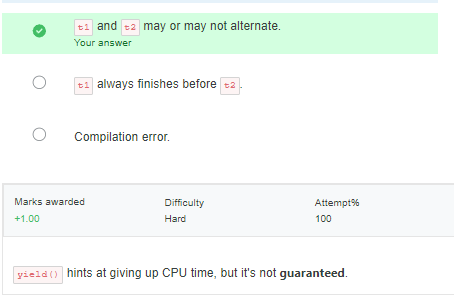 t1 and t2 may or may not alternate.
Your answer
t1 always finishes before t2.
Compilation error.
Marks awarded Difficulty Attempt%
+1.00 Hard 100
yield() hints at giving up CPU time, but it's not guaranteed.